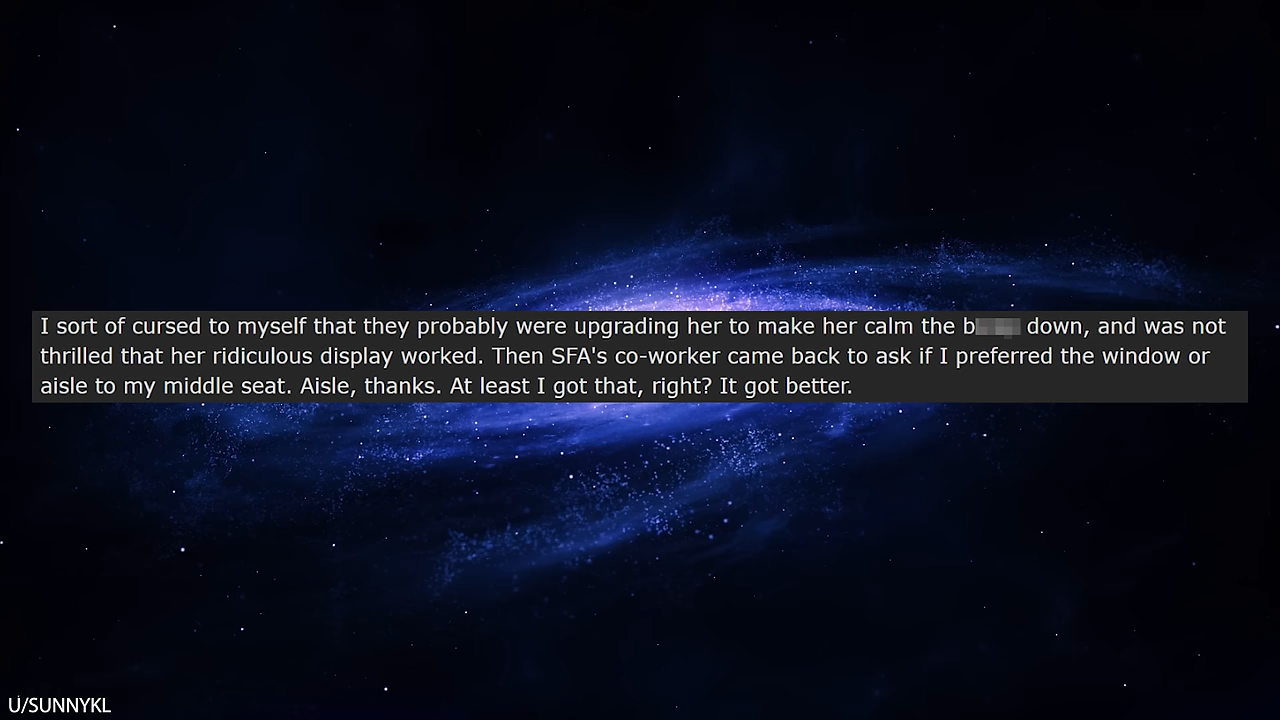 I sort of cursed to myself that they probably were upgrading her to make her calm the b down, and was not
thrilled that her ridiculous display worked. Then SFA's co-worker came back to ask if I preferred the window or
aisle to my middle seat. Aisle, thanks. At least I got that, right? It got better.
U/SUNNYKL